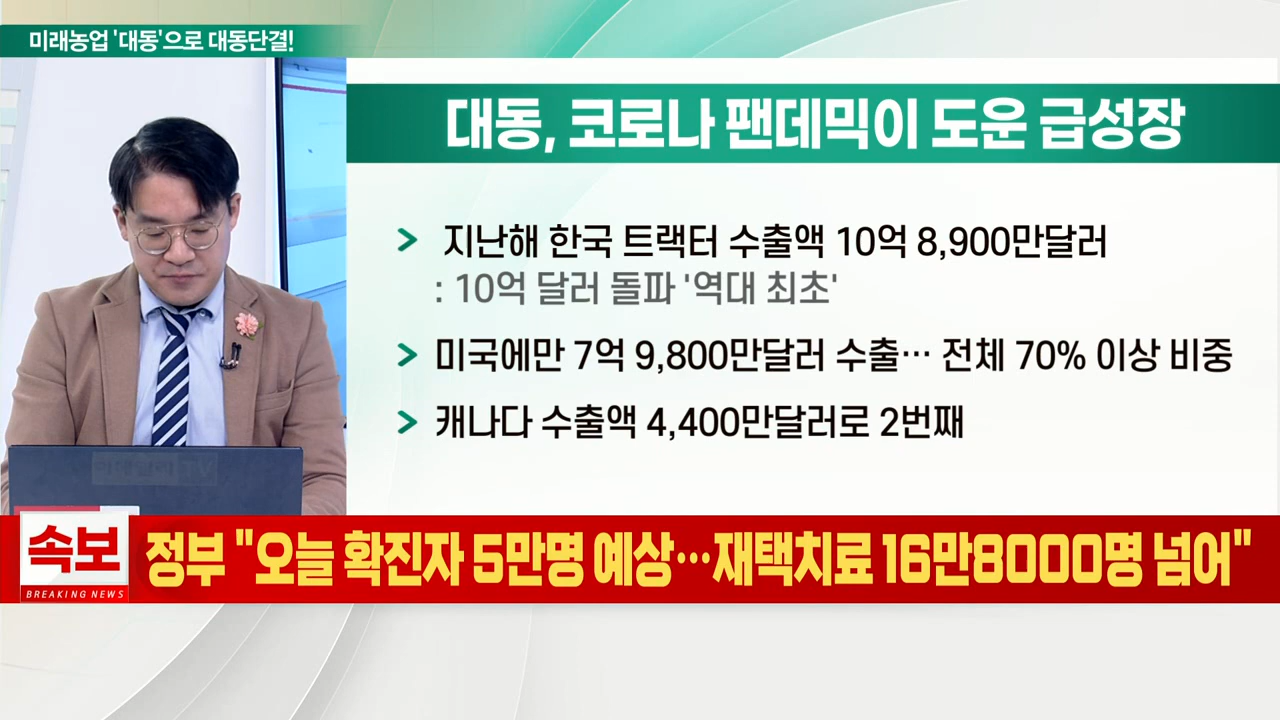 미래농업 '대동'으로 대동단결!
대동, 코로나 팬데믹이 도운 급성장
> 지난해 한국 트랙터 수출액 10억 8,900만달러
: 10억 달러 돌파 '역대 최초'
> 미국에만 7억 9,800만달러 수출… 전체 70% 이상 비중
> 캐나다 수출액 4,400만달러로 2번째
속보
BREAKING NEWS
정부 "오늘 확진자 5만명 예상…재택치료 16만8000명 넘어"